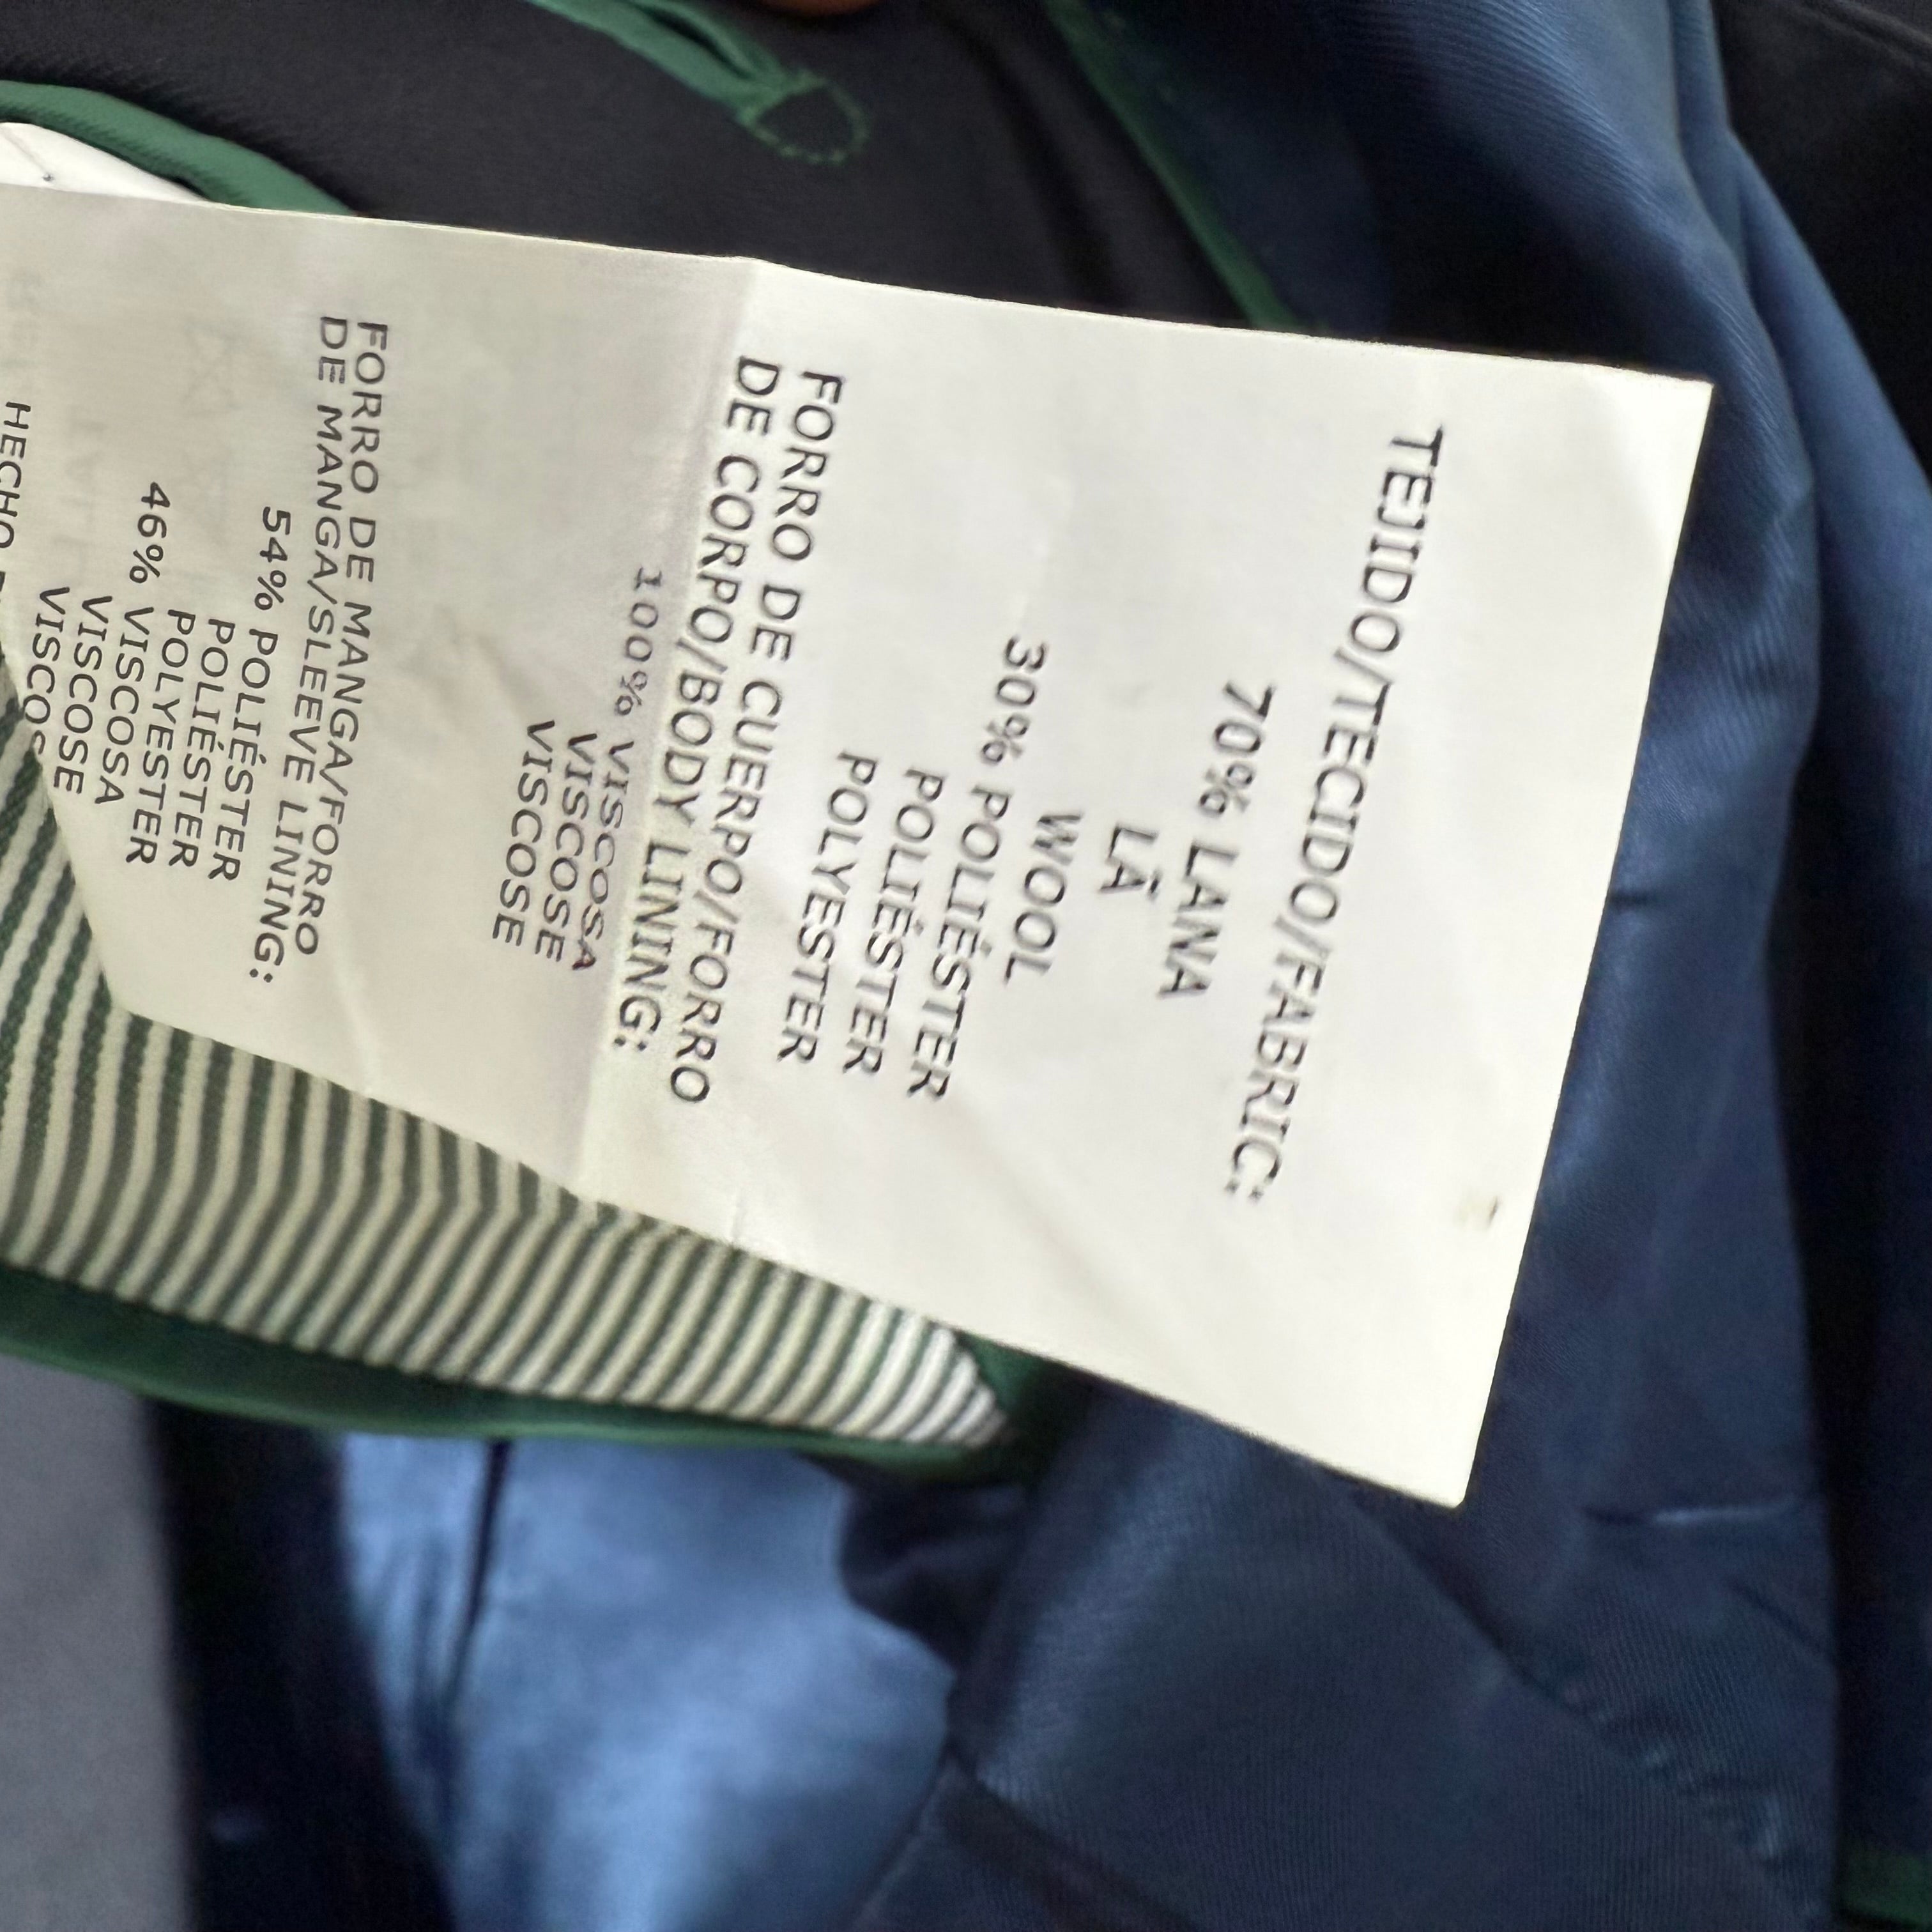 TEJIDO/TECIDO/FABRIC:
70% LANA
LÃ
WOOL
30% POLIÉSTER
POLIÉSTER
POLYESTER
FORRO DE CUERPO/FORRO
DE CORPO/BODY LINING:
100% VISCOSA
VISCOSE
VISCOSE
FORRO DE MANGA/FORRO
DE MANGA/SLEEVE LINING:
54% POLIÉSTER
POLIÉSTER
POLYESTER
46% VISCOSA
VISCOSE
HECHO